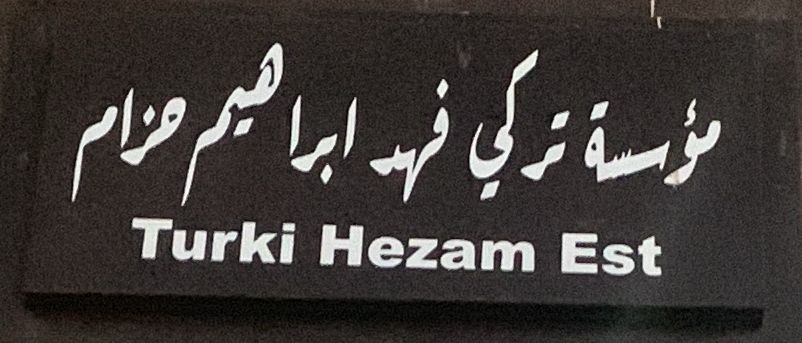 مؤسسة تركي فهد ابراهيم حزام
Turki Hezam Est